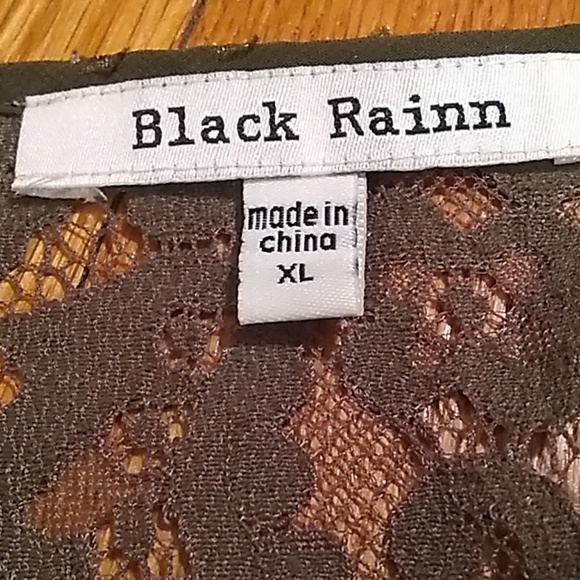 Black Rainn
made in
china
XL